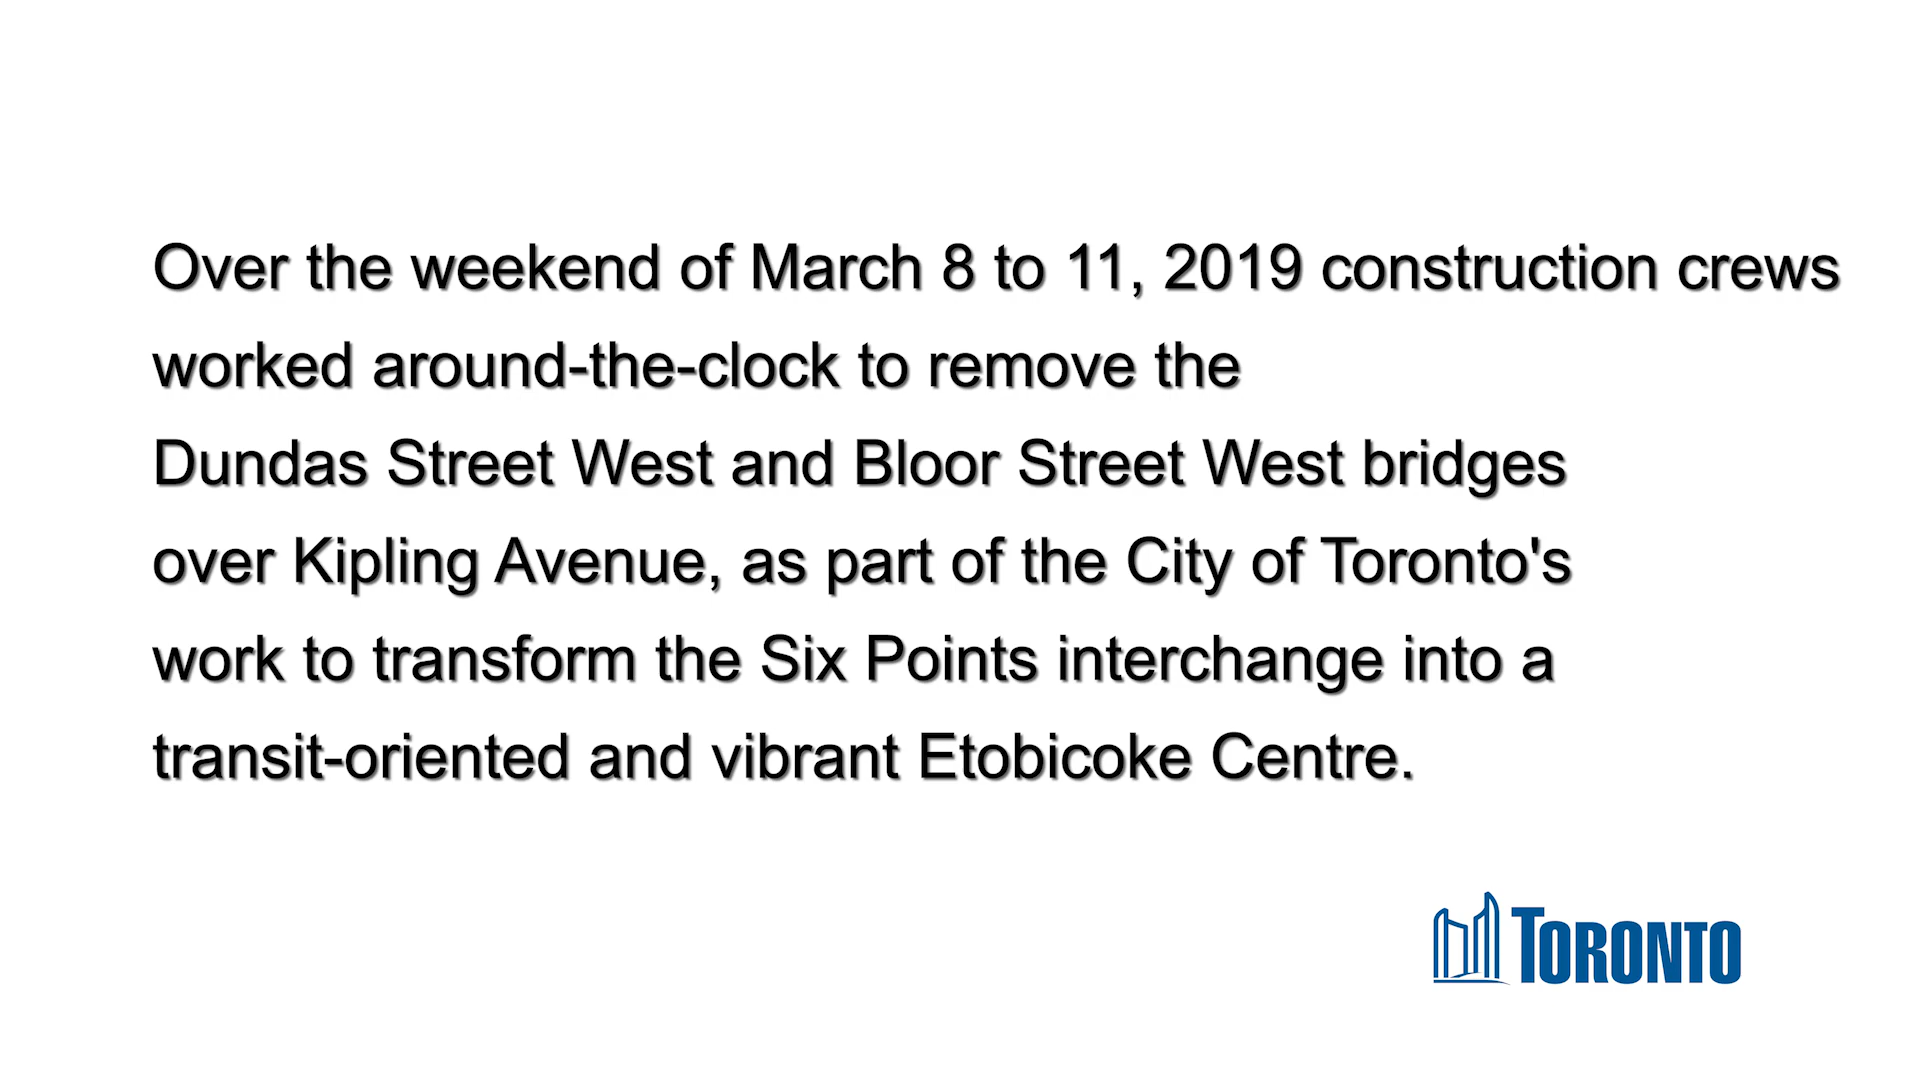 Over the weekend of March 8 to 11, 2019 construction crews
worked around-the-clock to remove the
Dundas Street West and Bloor Street West bridges
over Kipling Avenue, as part of the City of Toronto's
work to transform the Six Points interchange into a
transit-oriented and vibrant Etobicoke Centre.
TORONTO